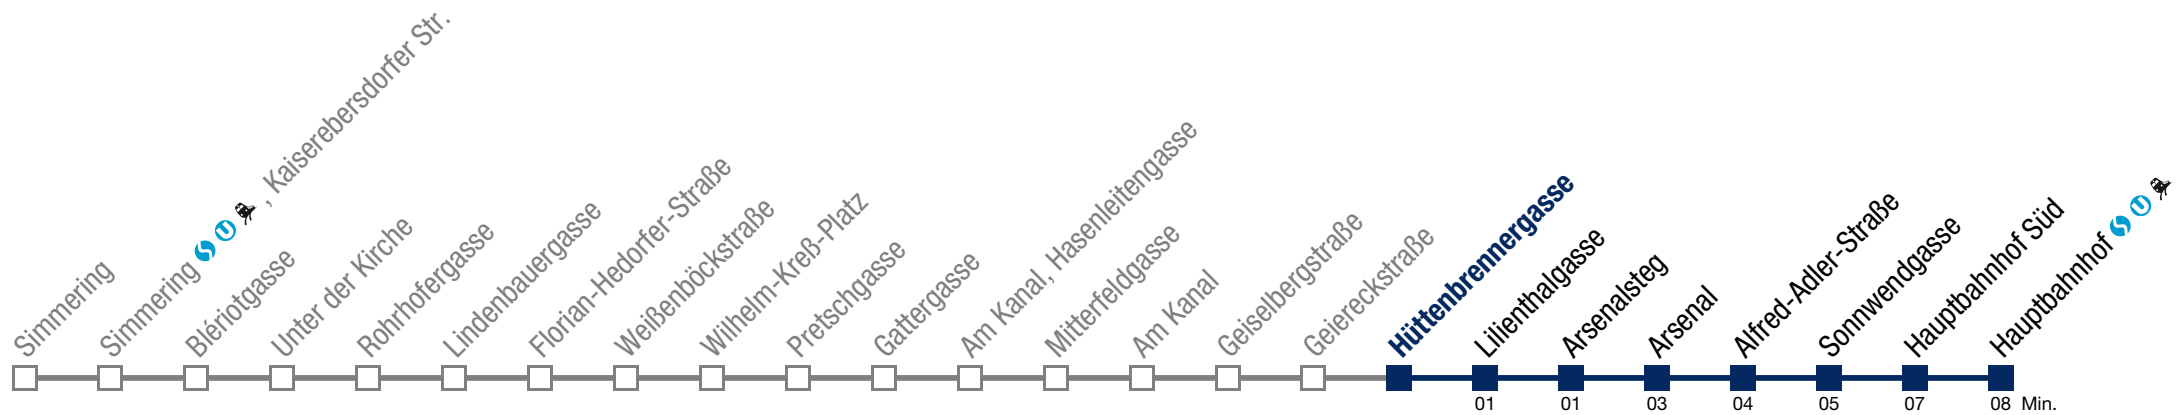 Simmering
Simmering S U , Kaiserebersdorfer Str.
Blériotgasse
Unter der Kirche
Rohrhofergasse
Lindenbauergasse
Florian-Hedorfer-Straße
Weißenböckstraße
Wilhelm-Kreß-Platz
Pretschgasse
Gattergasse
Am Kanal, Hasenleitengasse
Mitterfeldgasse
Am Kanal
Geiselbergstraße
Geiereckstraße
Hüttenbrennergasse
Lilienthalgasse
Arsenalsteg
Arsenal
Alfred-Adler-Straße
Sonnwendgasse
Hauptbahnhof Süd
Hauptbahnhof S U
01 01 03 04 05 07 08 Min.